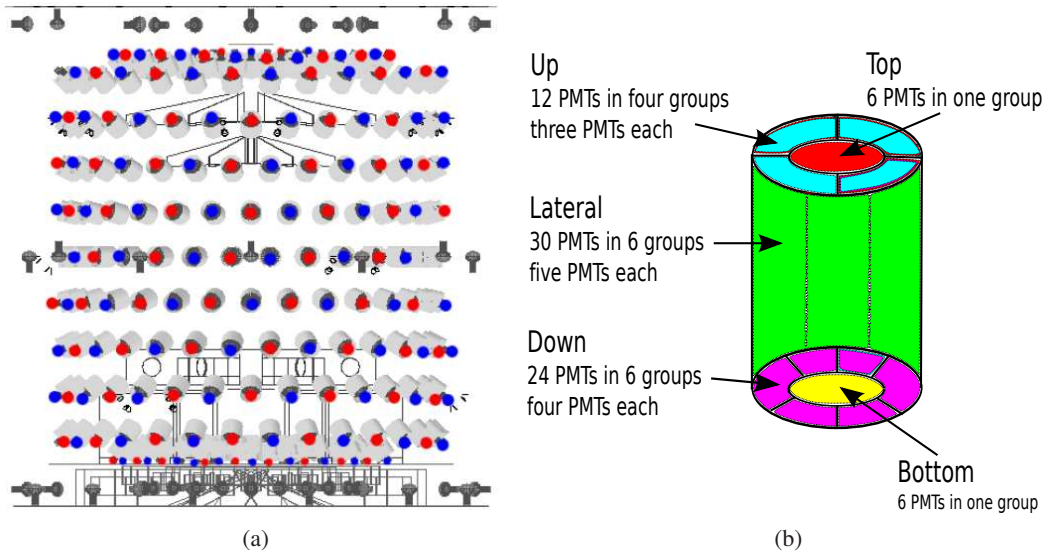 Up
12 PMTs in four groups
three PMTs each
Top
6 PMTs in one group
Lateral
30 PMTs in 6 groups
five PMTs each
Down
24 PMTs in 6 groups
four PMTs each
Bottom
6 PMTs in one group
(a)
(b)